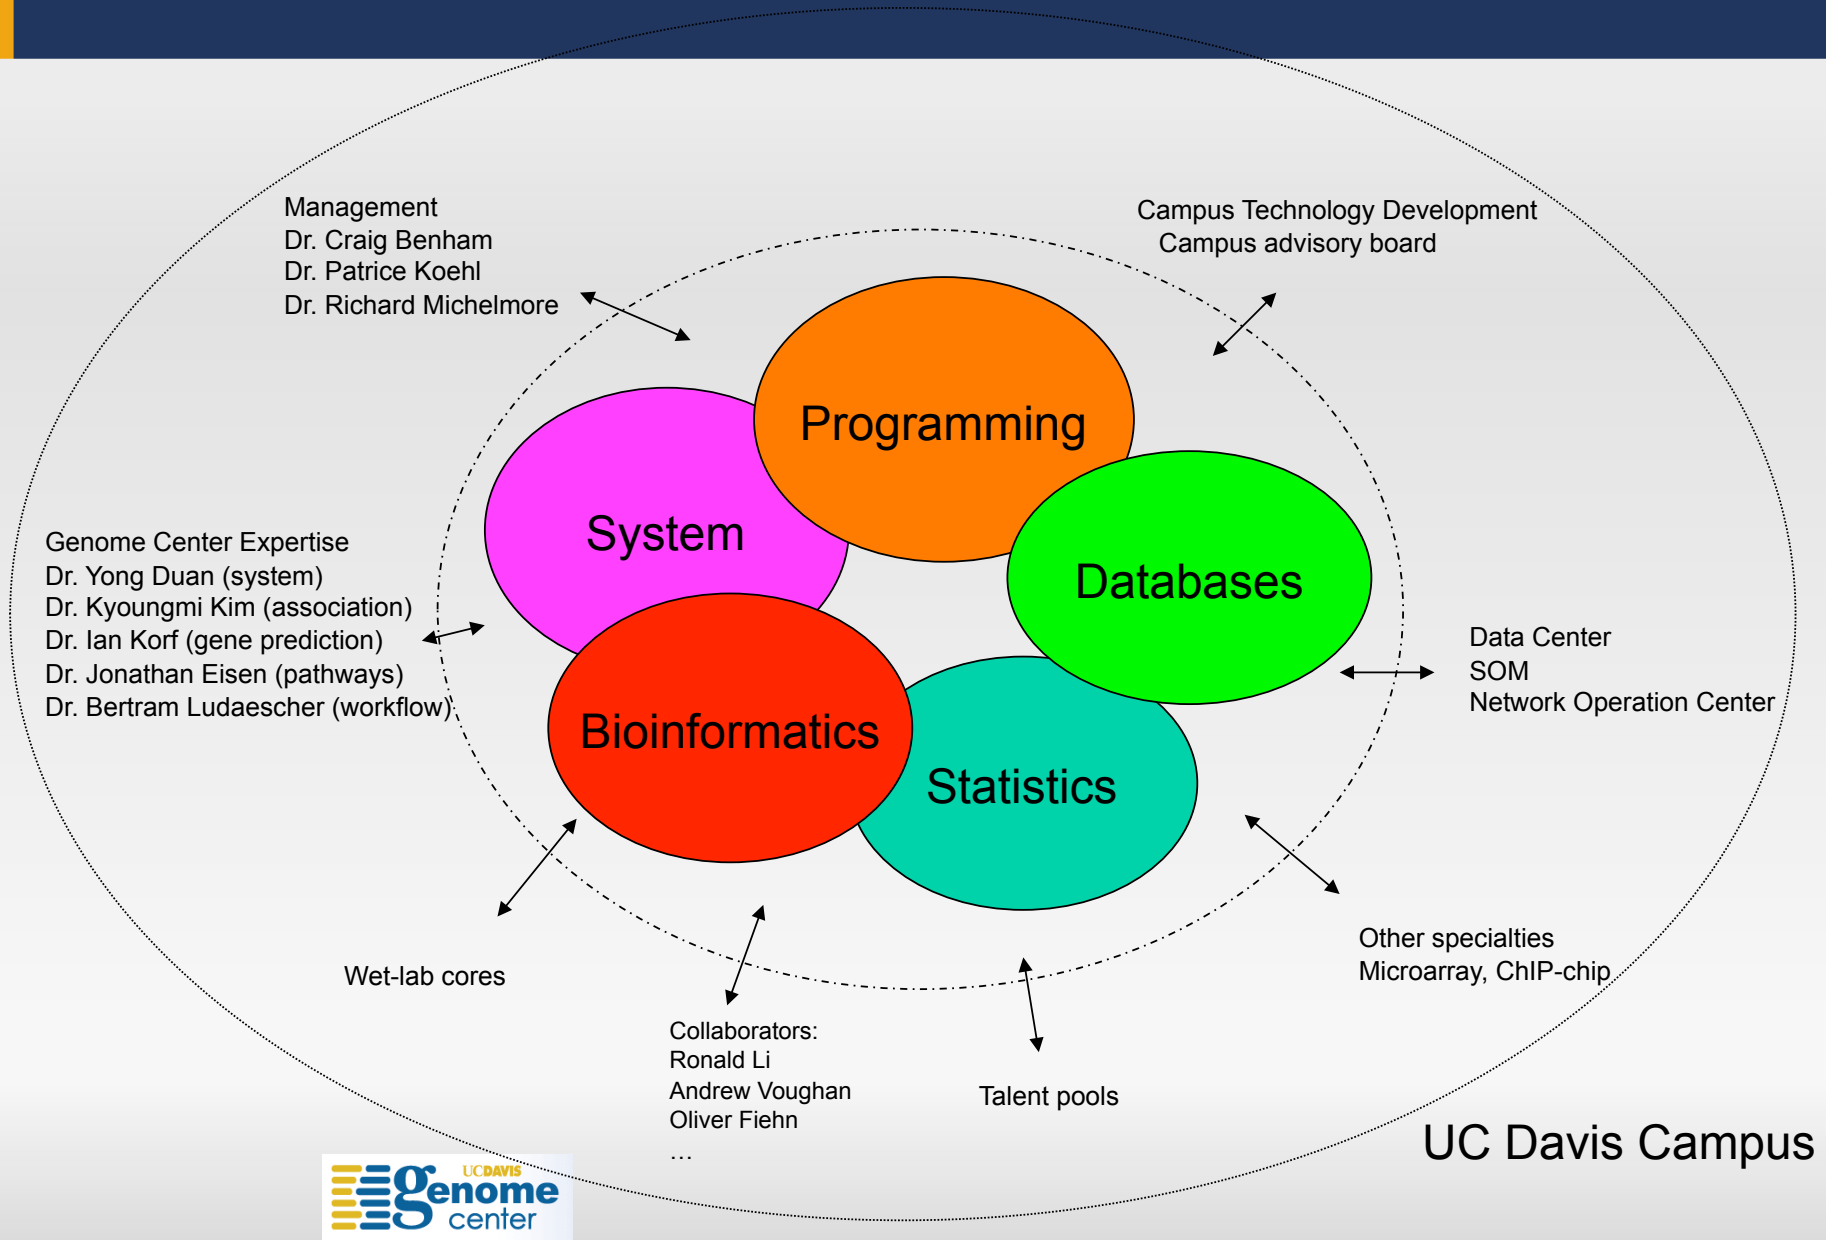 Management
Dr. Craig Benham
Dr. Patrice Koehl
Dr. Richard Michelmore
Campus Technology Development
Campus advisory board
Programming
System
Databases
Genome Center Expertise
Dr. Yong Duan (system)
Dr. Kyoungmi Kim (association)
Dr. Ian Korf (gene prediction)
Dr. Jonathan Eisen (pathways)
Dr. Bertram Ludaescher (workflow)
Data Center
SOM
Network Operation Center
Bioinformatics
Statistics
Wet-lab cores
Other specialties
Microarray, ChIP-chip
Collaborators:
Ronald Li
Andrew Voughan
Oliver Fiehn
…
Talent pools
UC Davis Campus
UCDAVIS
genome
center